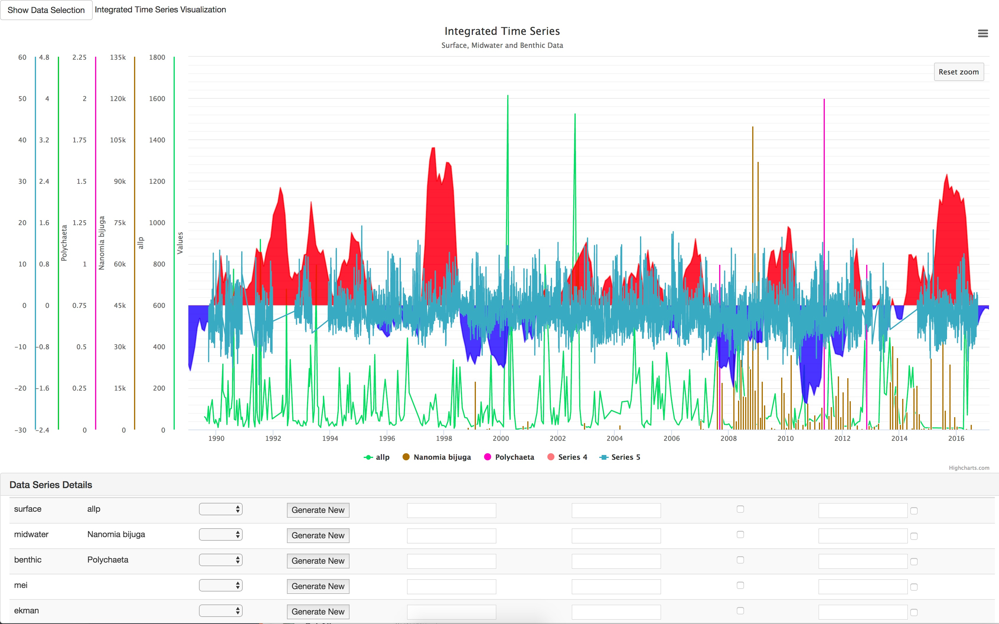 Show Data Selection Integrated Time Series Visualization
Integrated Time Series
Surface, Midwater and Benthic Data
Reset zoom
60 4.8 2.25 135k 1800
50 4 2 120k 1600
40 3.2 1.75 105k 1400
30 2.4 1.5 90k 1200
20 1.6 1.25 75k 1000
10 0.8 1 60k 800
0 0 0.75 45k 600
−10 −0.8 0.5 30k 400
−20 −1.6 0.25 15k 200
−30 −2.4 0 0 0
Polychaeta
Nanomia bijuga
allp
Values
1990 1992 1994 1996 1998 2000 2002 2004 2006 2008 2010 2012 2014 2016
allp Nanomia bijuga Polychaeta Series 4 Series 5
Highcharts.com
Data Series Details
surface allp Generate New
midwater Nanomia bijuga Generate New
benthic Polychaeta Generate New
mei Generate New
ekman Generate New